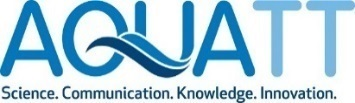 AQUATT
Science. Communication. Knowledge. Innovation.